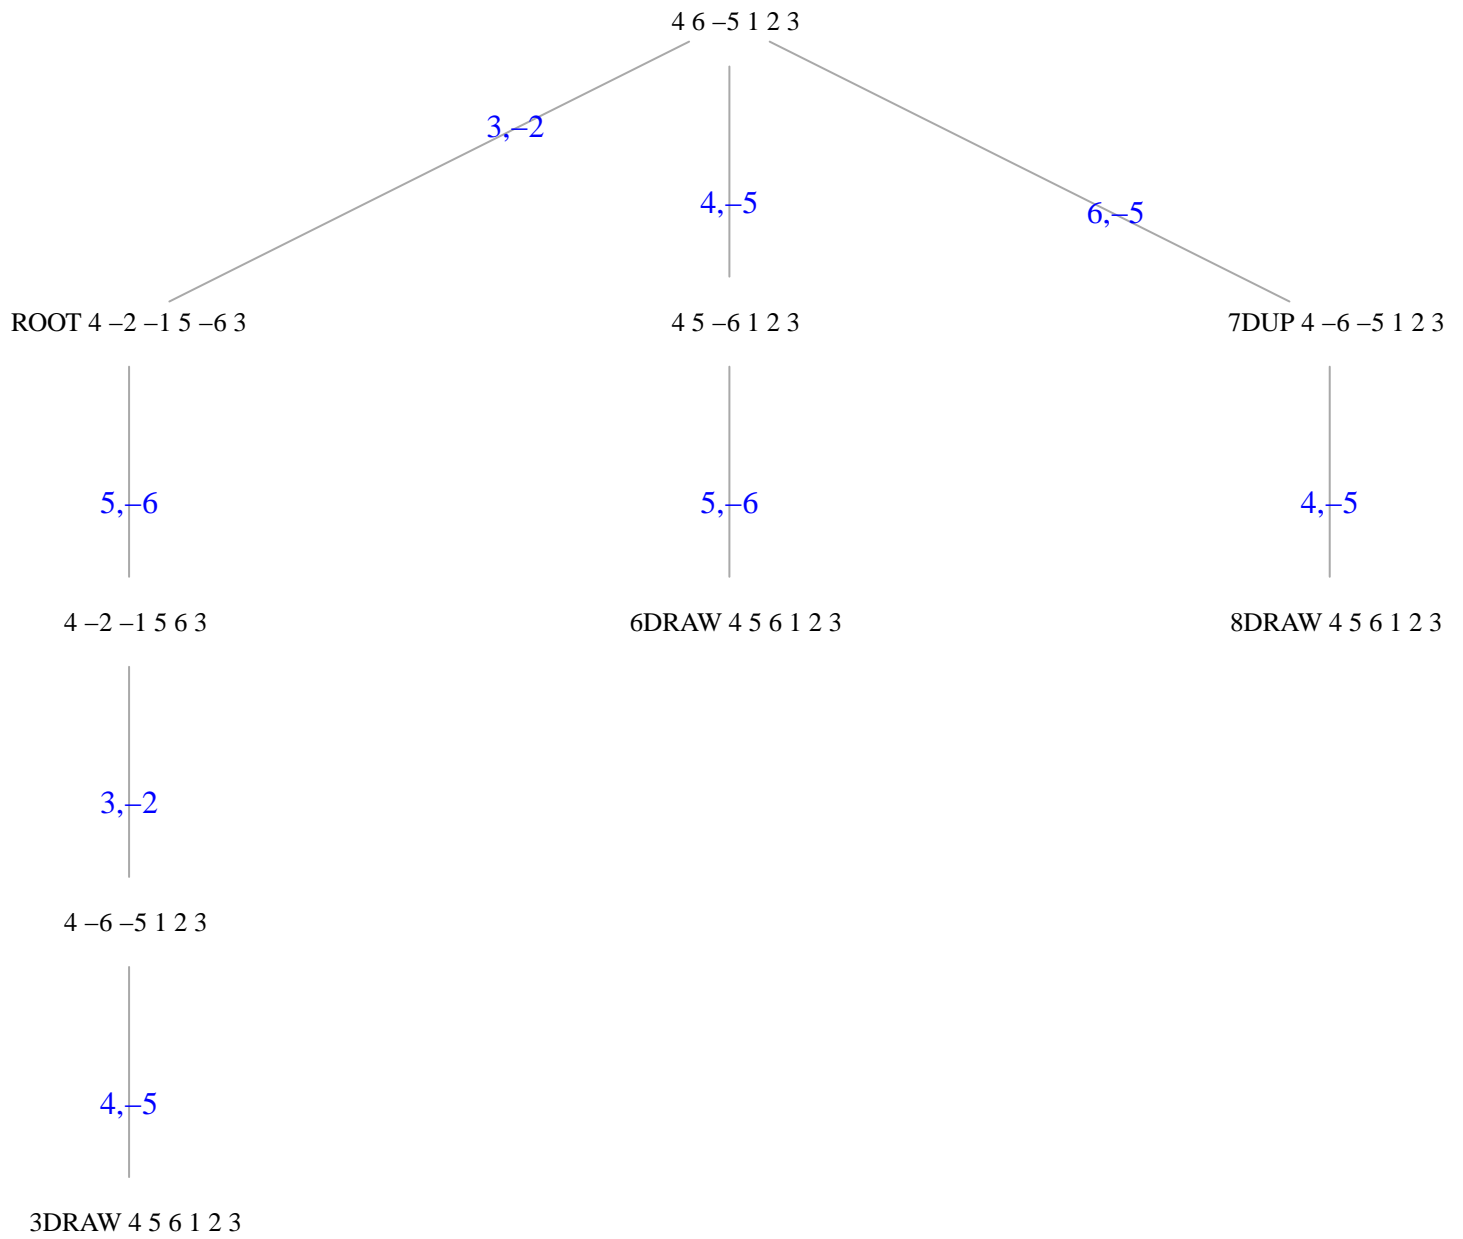 4 6 –5 1 2 3
3,–2
4,–5
6,–5
ROOT 4 –2 –1 5 –6 3
4 5 –6 1 2 3
7DUP 4 –6 –5 1 2 3
5,–6
5,–6
4,–5
4 –2 –1 5 6 3
6DRAW 4 5 6 1 2 3
8DRAW 4 5 6 1 2 3
3,–2
4 –6 –5 1 2 3
4,–5
3DRAW 4 5 6 1 2 3